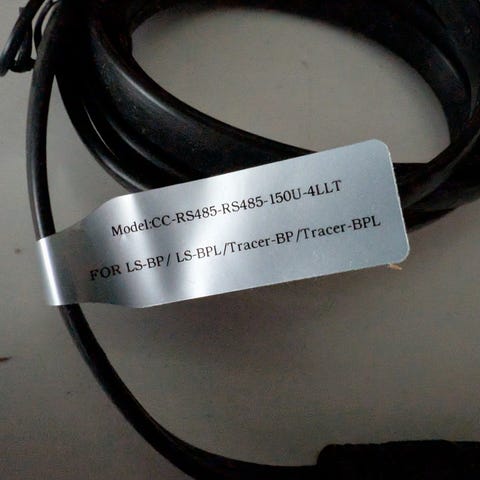 Model:CC-RS485-RS485-150U-4LLT
FOR LS-BP/ LS-BPL/Tracer-BP/Tracer-BPL